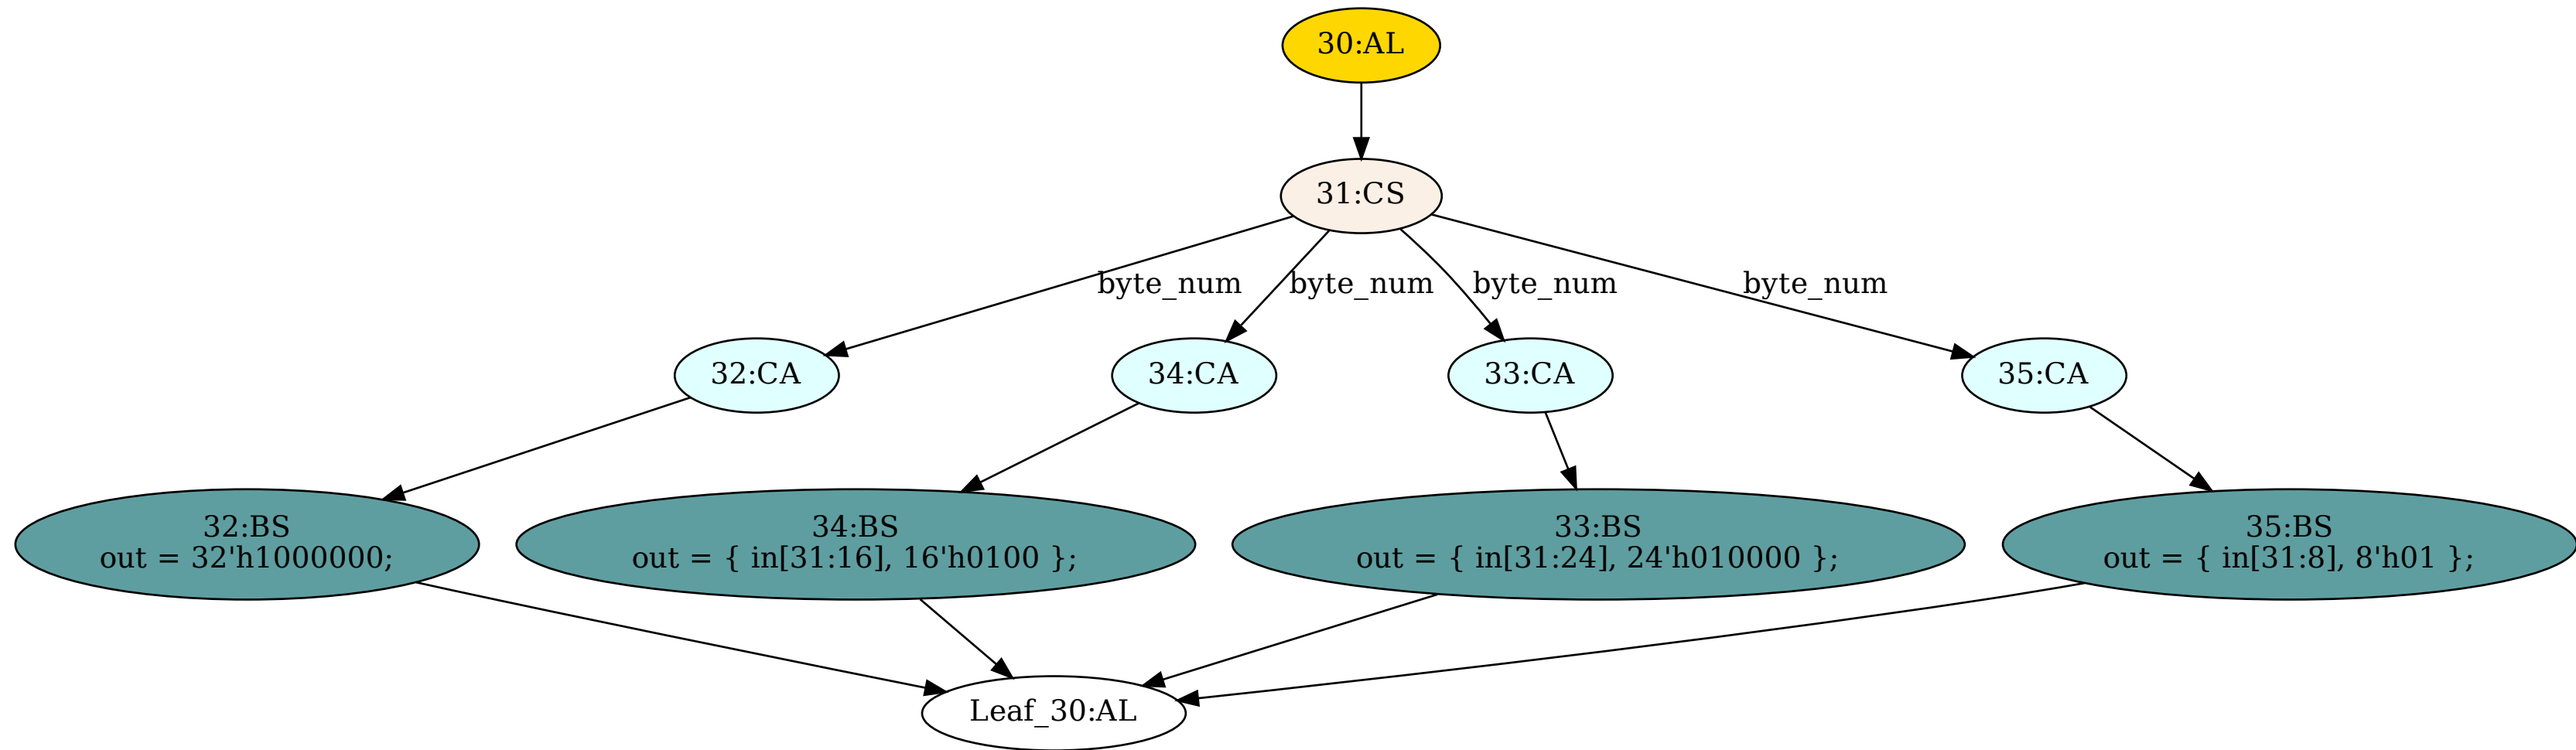 30:AL
31:CS
byte_num
byte_num
byte_num
byte_num
32:CA
34:CA
33:CA
35:CA
32:BS
out = 32'h1000000;
34:BS
out = { in[31:16], 16'h0100 };
33:BS
out = { in[31:24], 24'h010000 };
35:BS
out = { in[31:8], 8'h01 };
Leaf_30:AL